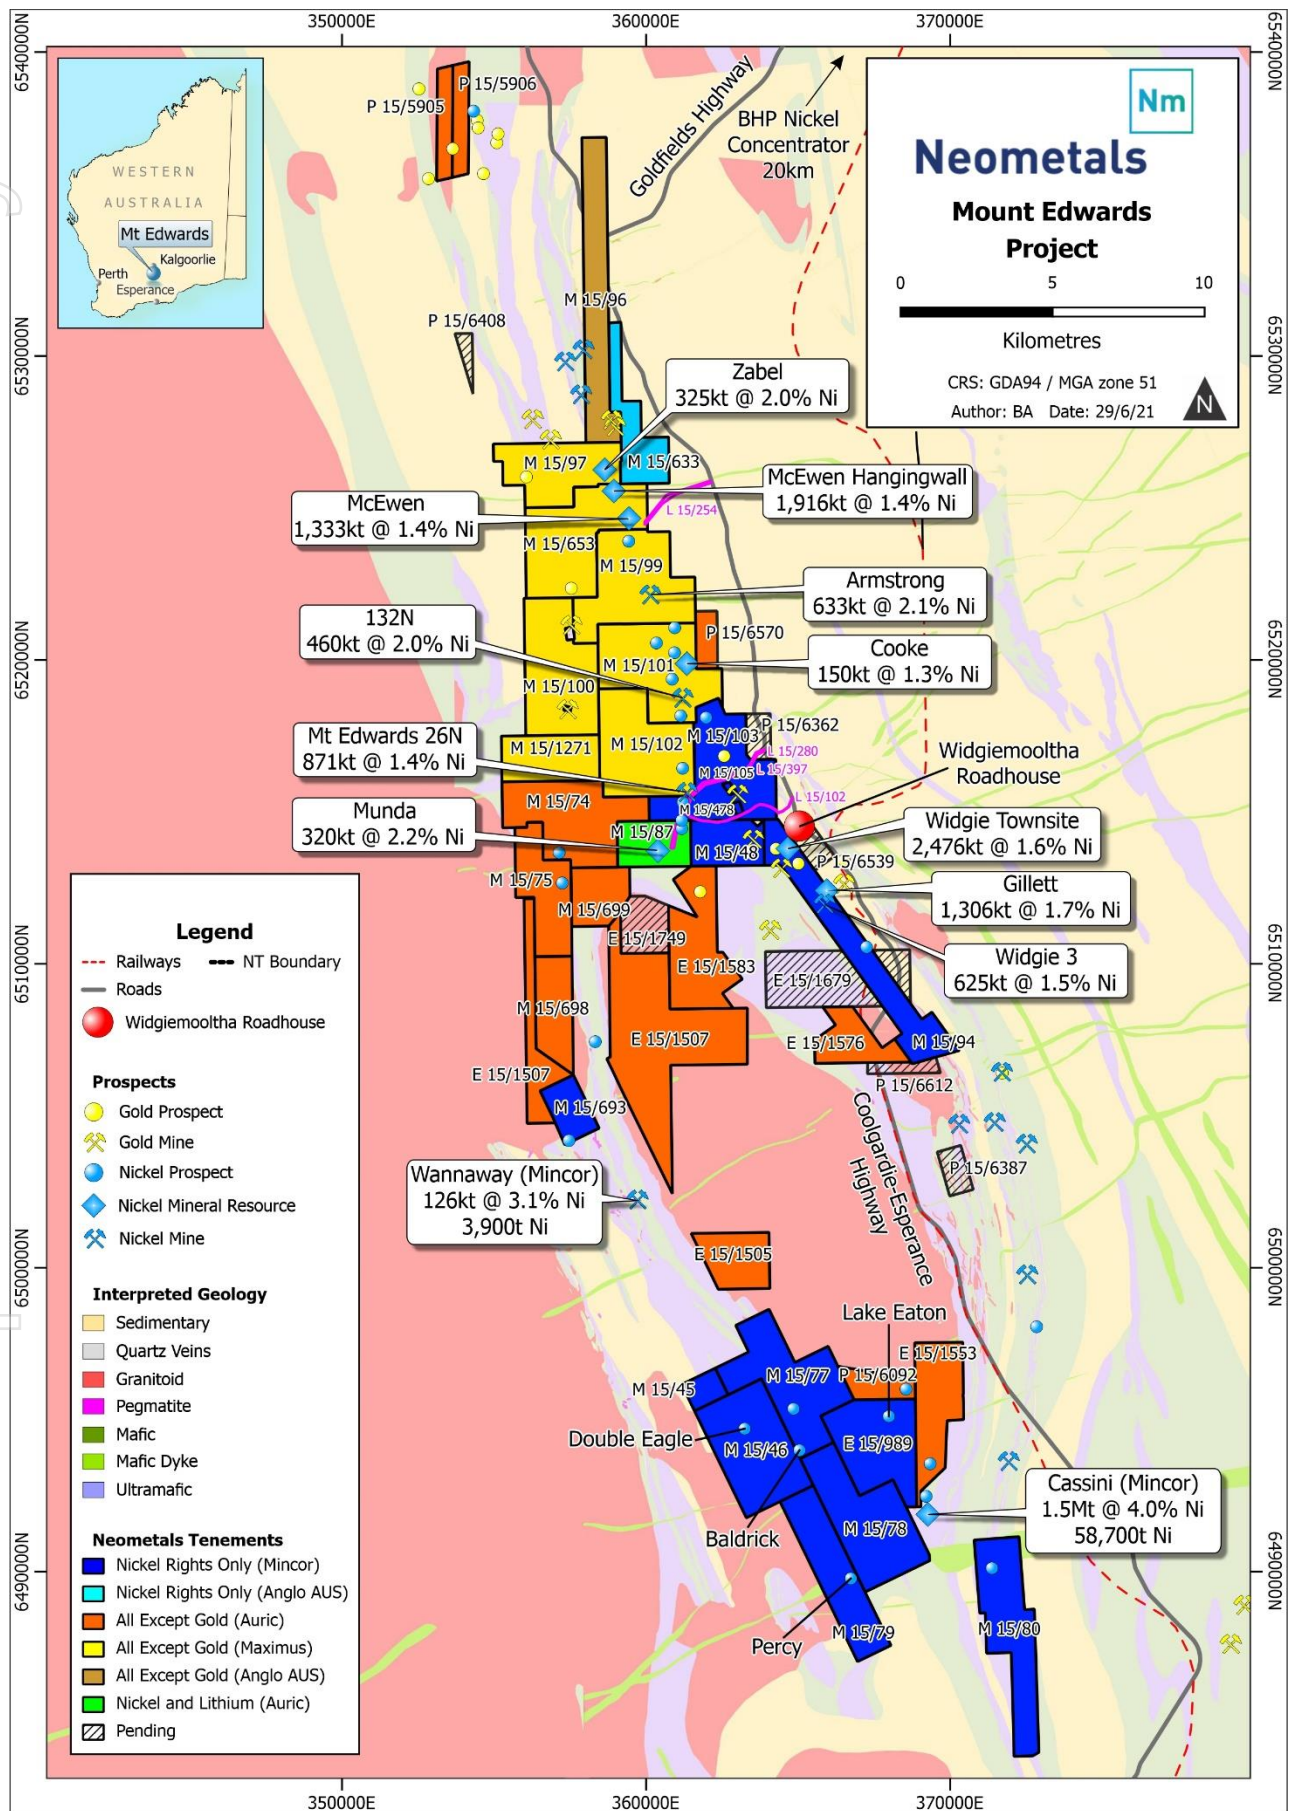 350000E
360000E
370000E
6540000N
6530000N
6520000N
6510000N
6500000N
6490000N
6540000N
6530000N
6520000N
6510000N
6500000N
6490000N
WESTERN
AUSTRALIA
Mt Edwards
Kalgoorlie
Perth
Esperance
Nm
Neometals
Mount Edwards
Project
0 5 10
Kilometres
CRS: GDA94 / MGA zone 51
Author: BA Date: 29/6/21
N
P 15/5906
P 15/5905
Goldfields Highway
BHP Nickel
Concentrator
20km
M 15/96
P 15/6408
Zabel
325kt @ 2.0% Ni
M 15/97
M 15/633
McEwen Hangingwall
1,916kt @ 1.4% Ni
McEwen
1,333kt @ 1.4% Ni
L 15/254
M 15/653
M 15/99
Armstrong
633kt @ 2.1% Ni
132N
460kt @ 2.0% Ni
P 15/6570
Cooke
150kt @ 1.3% Ni
M 15/101
M 15/100
P 15/6362
M 15/103
Mt Edwards 26N
871kt @ 1.4% Ni
M 15/1271
M 15/102
L 15/280
L 15/397
M 15/105
Widgiemooltha
Roadhouse
M 15/74
M 15/478
L 15/102
Munda
320kt @ 2.2% Ni
M 15/87
M 15/48
Widgie Townsite
2,476kt @ 1.6% Ni
P 15/6539
M 15/75
Gillett
1,306kt @ 1.7% Ni
M 15/699
E 15/1749
E 15/1583
Widgie 3
625kt @ 1.5% Ni
E 15/1679
M 15/698
E 15/1507
E 15/1576
M 15/94
E 15/1507
P 15/6612
M 15/693
Coolgardie-Esperance
Highway
P 15/6387
Wannaway (Mincor)
126kt @ 3.1% Ni
3,900t Ni
E 15/1505
Lake Eaton
E 15/1553
M 15/77
P 15/6092
M 15/45
Double Eagle
M 15/46
E 15/989
Cassini (Mincor)
1.5Mt @ 4.0% Ni
58,700t Ni
Baldrick
M 15/78
Percy
M 15/79
M 15/80
Legend
Railways
NT Boundary
Roads
Widgiemooltha Roadhouse
Prospects
Gold Prospect
Gold Mine
Nickel Prospect
Nickel Mineral Resource
Nickel Mine
Interpreted Geology
Sedimentary
Quartz Veins
Granitoid
Pegmatite
Mafic
Mafic Dyke
Ultramafic
Neometals Tenements
Nickel Rights Only (Mincor)
Nickel Rights Only (Anglo AUS)
All Except Gold (Auric)
All Except Gold (Maximus)
All Except Gold (Anglo AUS)
Nickel and Lithium (Auric)
Pending
350000E
360000E
370000E